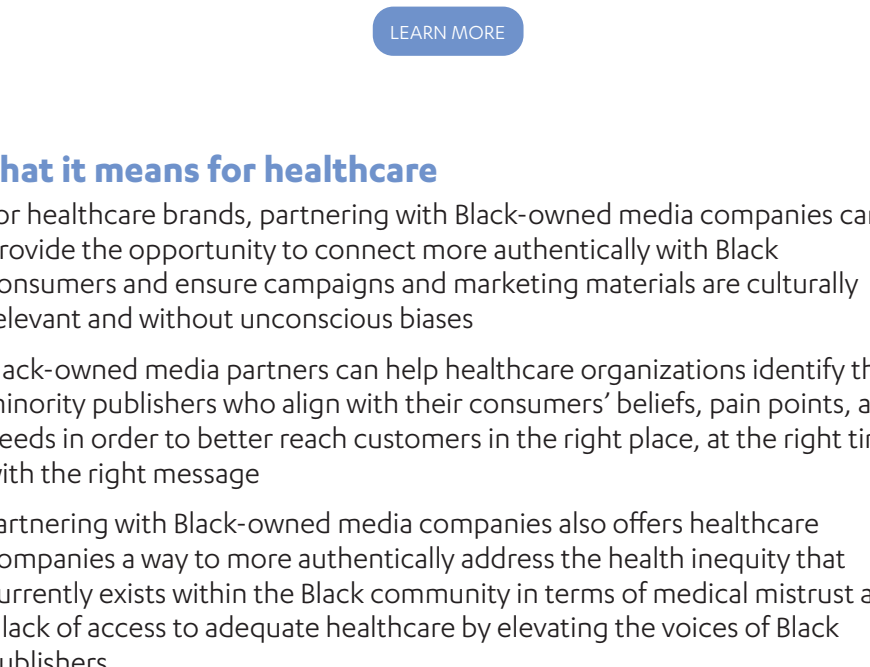 LEARN MORE
hat it means for healthcare
or healthcare brands, partnering with Black-owned media companies can
rovide the opportunity to connect more authentically with Black
onsumers and ensure campaigns and marketing materials are culturally
elevant and without unconscious biases
lack-owned media partners can help healthcare organizations identify th
inority publishers who align with their consumers’ beliefs, pain points, a
eeds in order to better reach customers in the right place, at the right tim
ith the right message
artnering with Black-owned media companies also offers healthcare
ompanies a way to more authentically address the health inequity that
urrently exists within the Black community in terms of medical mistrust a
lack of access to adequate healthcare by elevating the voices of Black
ublishers